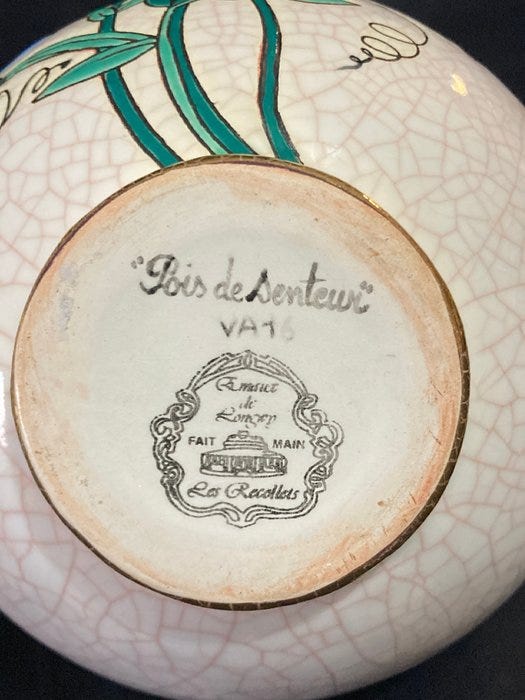 "Pois de Senteur"
VA16
Emaux
de
Longwy
FAIT MAIN
Les Recollets